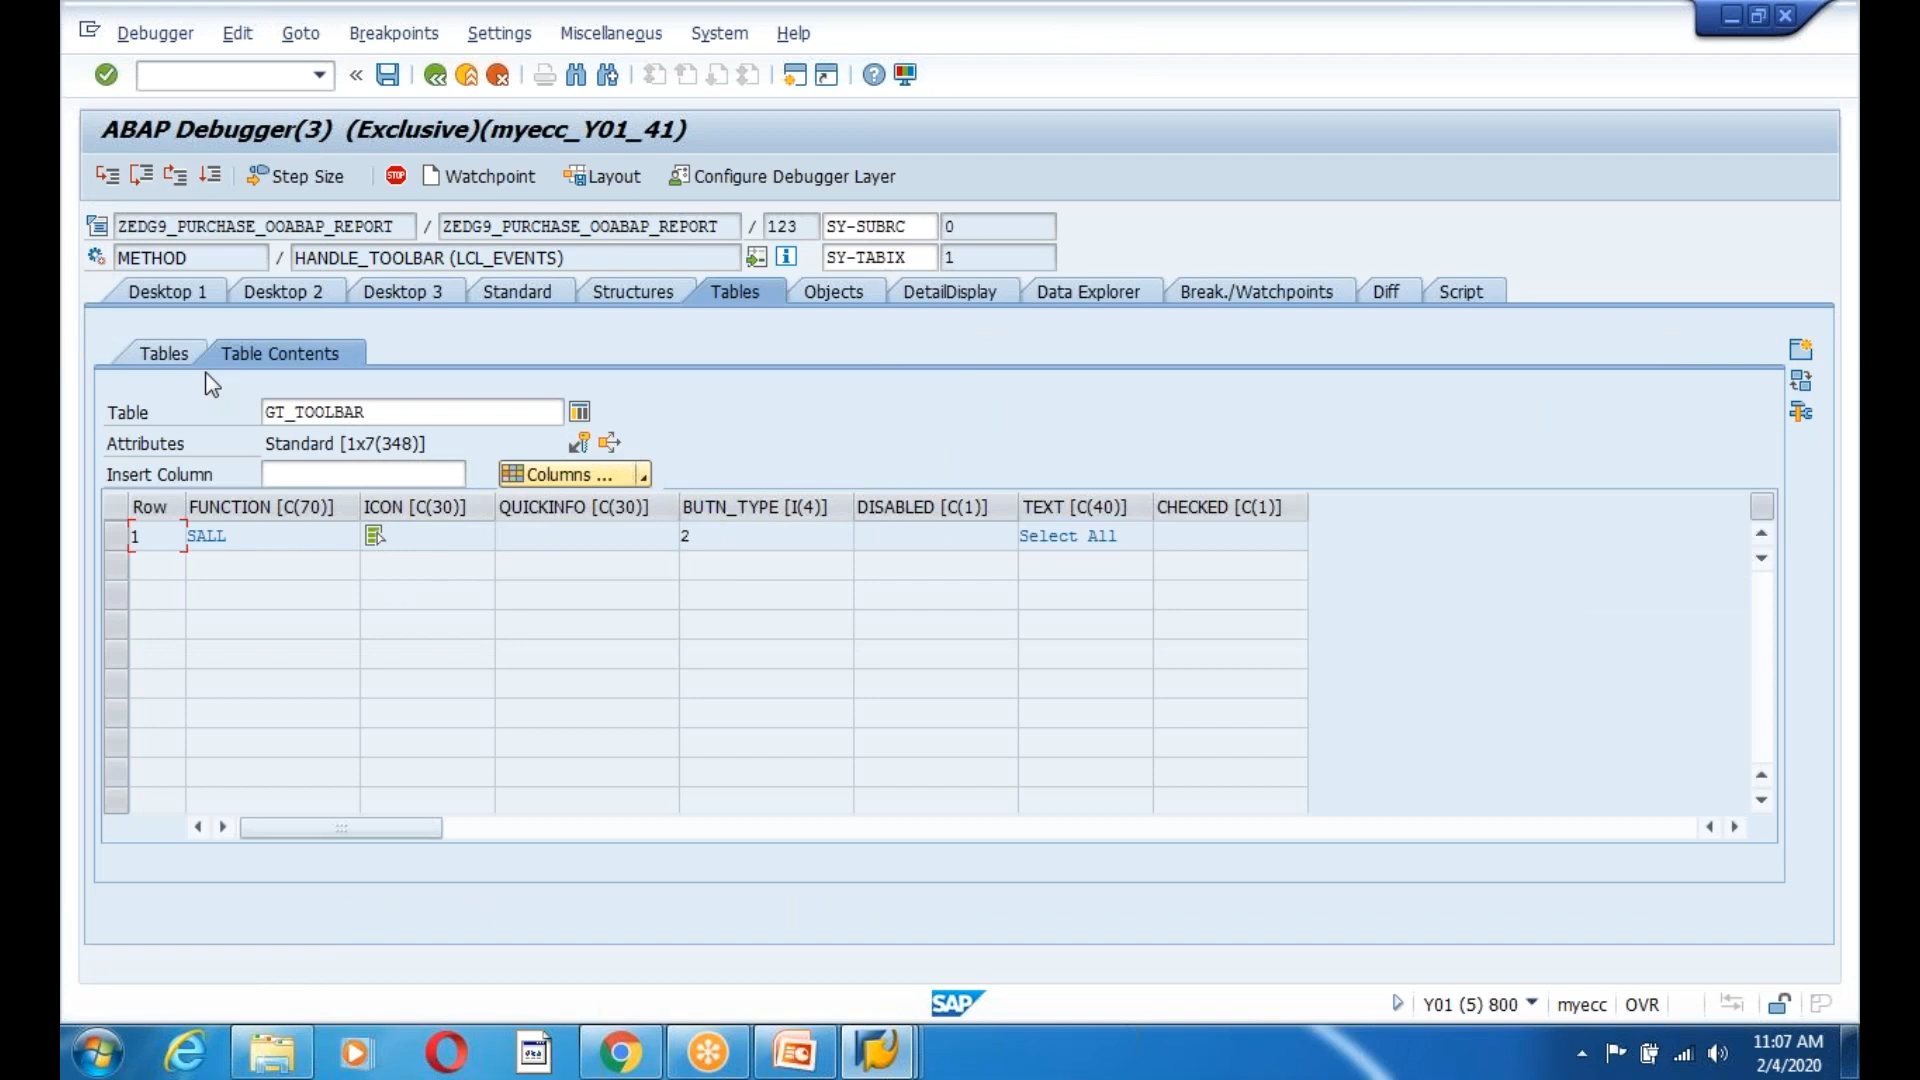 Debugger Edit Goto Breakpoints Settings Miscellaneous System Help
ABAP Debugger(3) (Exclusive)(myecc_Y01_41)
Step Size STOP Watchpoint Layout Configure Debugger Layer
ZEDG9_PURCHASE_OOABAP_REPORT / ZEDG9_PURCHASE_OOABAP_REPORT / 123 SY-SUBRC 0
METHOD / HANDLE_TOOLBAR (LCL_EVENTS) SY-TABIX 1
Desktop 1 Desktop 2 Desktop 3 Standard Structures Tables Objects DetailDisplay Data Explorer Break./Watchpoints Diff Script
Tables Table Contents
Table GT_TOOLBAR
Attributes Standard [1x7(348)]
Insert Column Columns ...
Row FUNCTION [C(70)] ICON [C(30)] QUICKINFO [C(30)] BUTN_TYPE [I(4)] DISABLED [C(1)] TEXT [C(40)] CHECKED [C(1)]
1 SALL 2 Select All
SAP Y01 (5) 800 myecc OVR
11:07 AM
2/4/2020